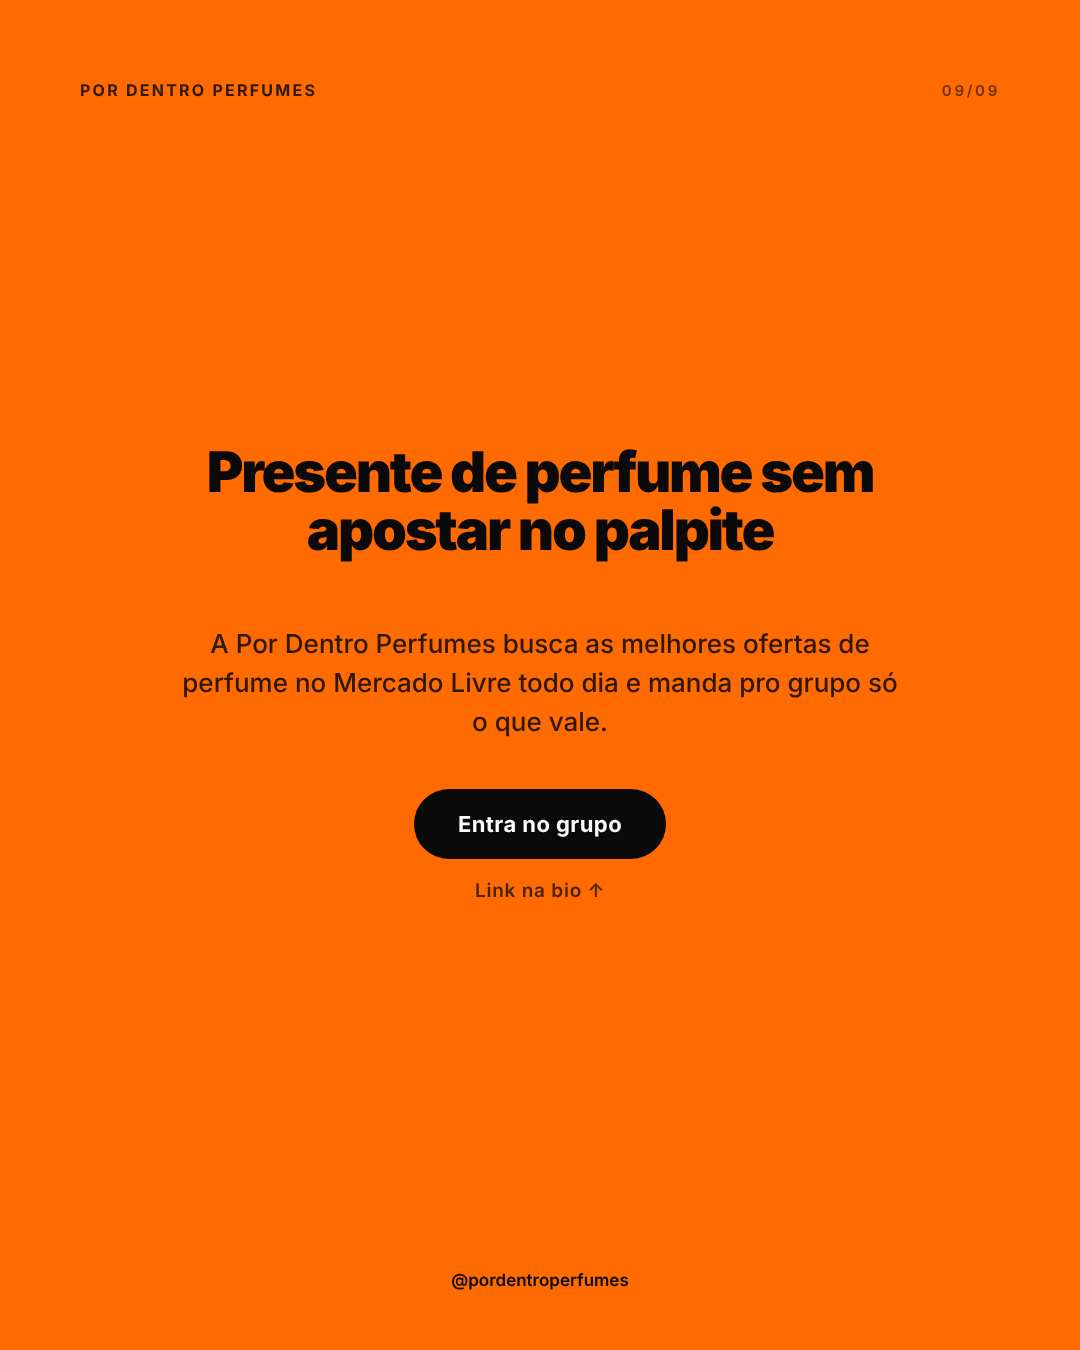 POR DENTRO PERFUMES
09/09
Presente de perfume sem
apostar no palpite
A Por Dentro Perfumes busca as melhores ofertas de
perfume no Mercado Livre todo dia e manda pro grupo só
o que vale.
Entra no grupo
Link na bio ↑
@pordentroperfumes